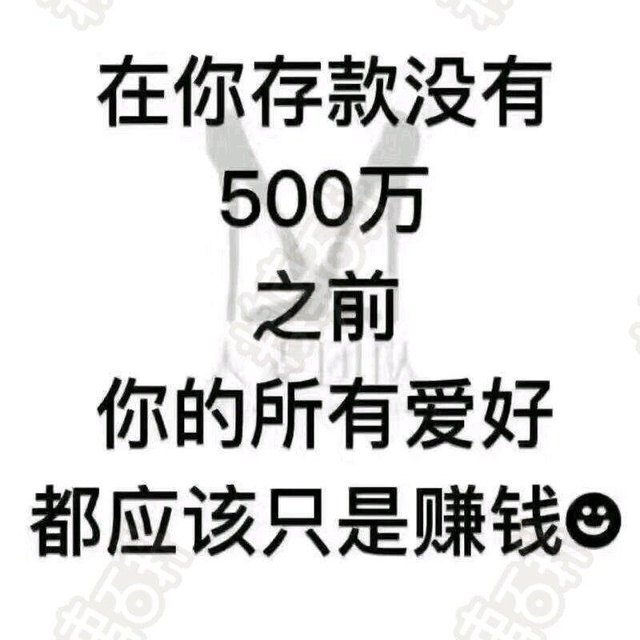 在你存款没有
500万
之前
你的所有爱好
都应该只是赚钱